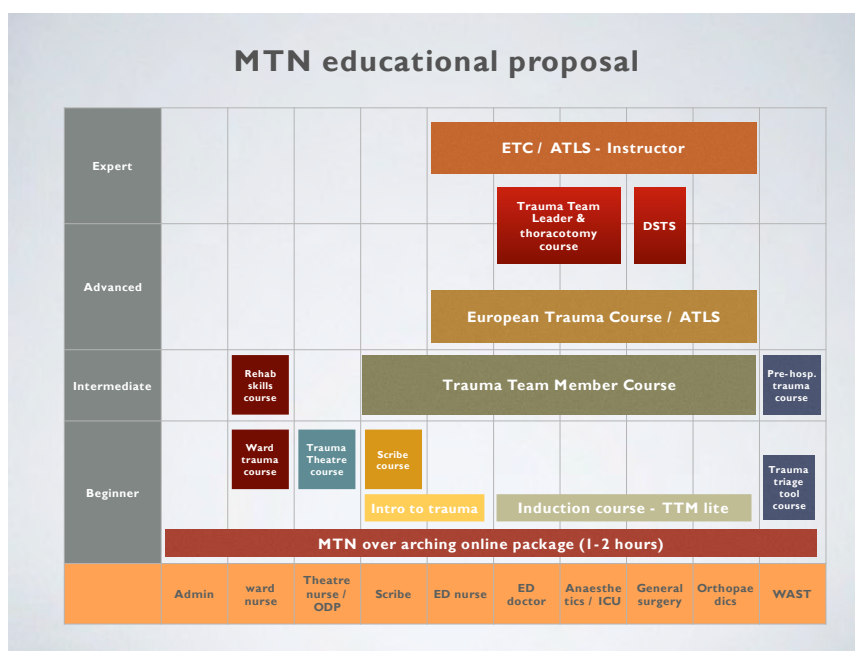 MTN educational proposal
Expert
ETC / ATLS - Instructor
Trauma Team
Leader &
thoracotomy
course
DSTS
Advanced
European Trauma Course / ATLS
Intermediate
Rehab
skills
course
Trauma Team Member Course
Pre-hosp.
trauma
course
Beginner
Ward
trauma
course
Trauma
Theatre
course
Scribe
course
Trauma
triage
tool
course
Intro to trauma
Induction course - TTM lite
MTN over arching online package (1-2 hours)
Admin
ward
nurse
Theatre
nurse /
ODP
Scribe
ED nurse
ED
doctor
Anaesthe
tics / ICU
General
surgery
Orthopae
dics
WAST